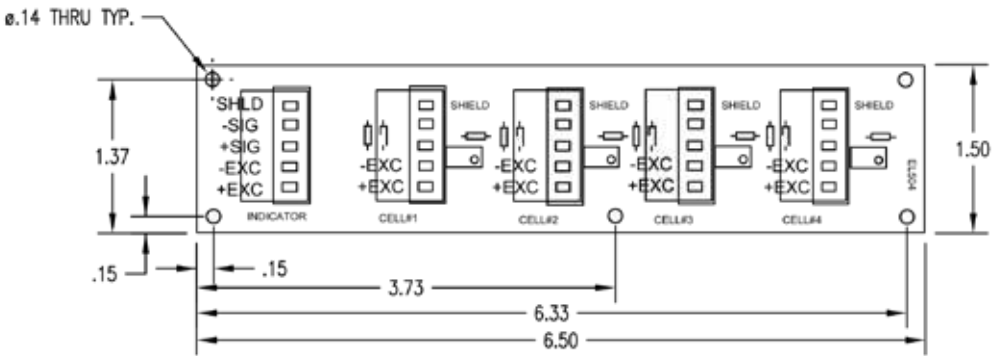 ø.14 THRU TYP.
SHLD
-SIG
+SIG
-EXC
+EXC
INDICATOR
SHIELD
-EXC
+EXC
CELL#1
SHIELD
-EXC
+EXC
CELL#2
SHIELD
-EXC
+EXC
CELL#3
SHIELD
-EXC
+EXC
CELL#4
EL504
1.37
1.50
.15
.15
3.73
6.33
6.50